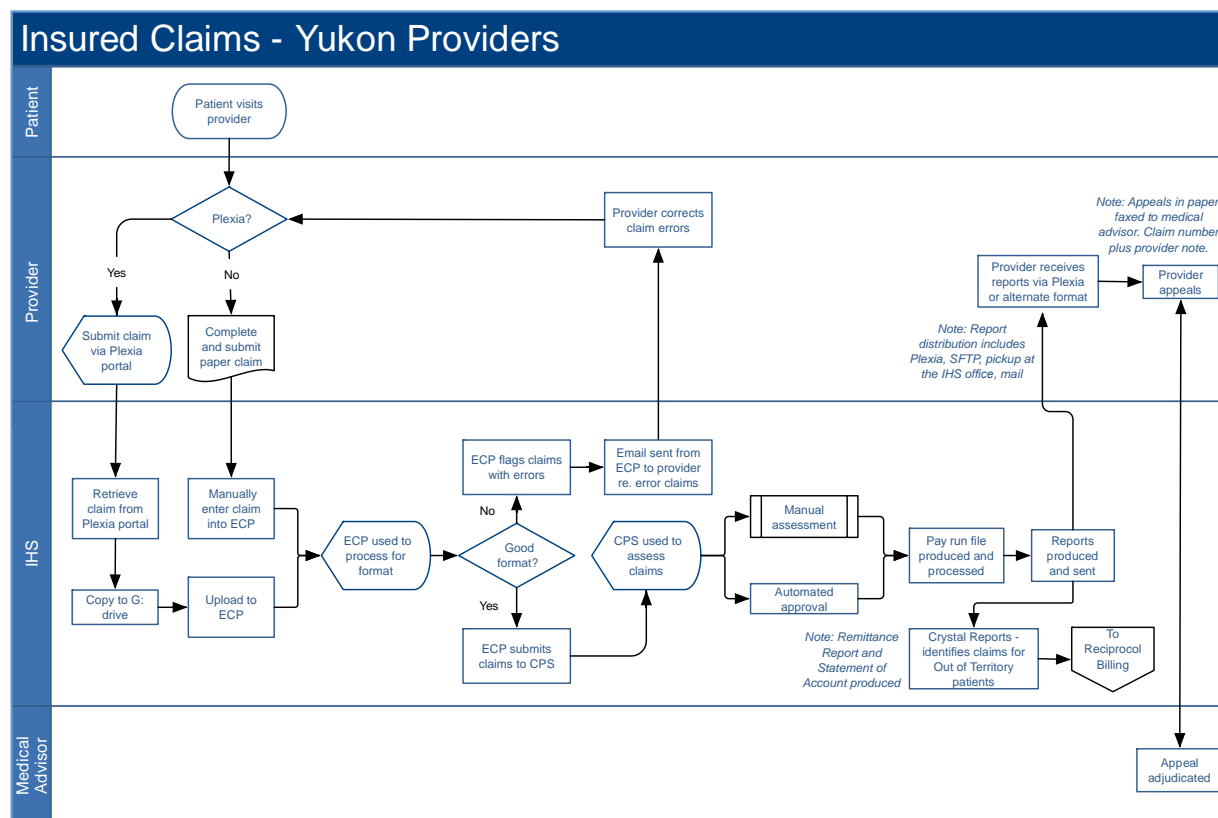 Insured Claims - Yukon Providers
Patient
Patient visits
provider
Provider
Plexia?
Yes
No
Submit claim
via Plexia
portal
Complete
and submit
paper claim
Provider corrects
claim errors
Note: Appeals in paper
faxed to medical
advisor. Claim number
plus provider note.
Provider receives
reports via Plexia
or alternate format
Provider
appeals
Note: Report
distribution includes
Plexia, SFTP, pickup at
the IHS office, mail
IHS
Retrieve
claim from
Plexia portal
Manually
enter claim
into ECP
Copy to G:
drive
Upload to
ECP
ECP used to
process for
format
Good
format?
No
Yes
ECP flags claims
with errors
Email sent from
ECP to provider
re. error claims
ECP submits
claims to CPS
CPS used to
assess
claims
Manual
assessment
Automated
approval
Pay run file
produced and
processed
Reports
produced
and sent
Note: Remittance
Report and
Statement of
Account produced
Crystal Reports -
identifies claims for
Out of Territory
patients
To
Reciprocol
Billing
Medical
Advisor
Appeal
adjudicated